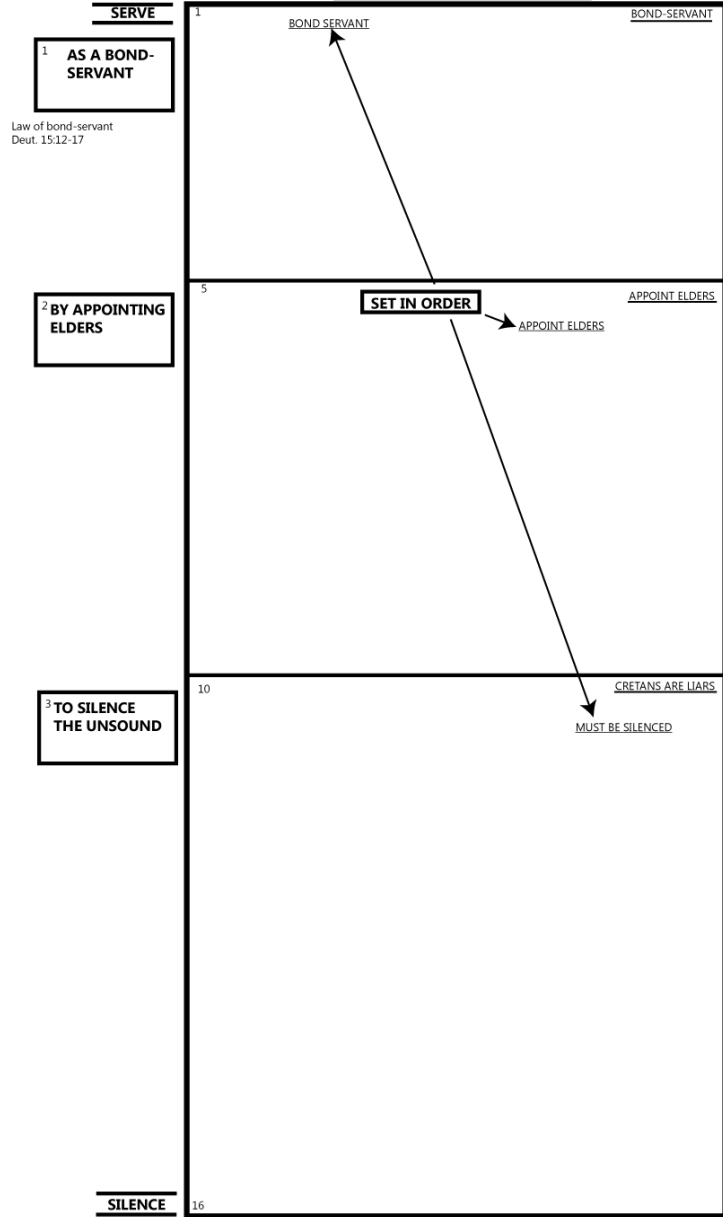 SERVE
1
BOND SERVANT
BOND-SERVANT
1 AS A BOND-
SERVANT
Law of bond-servant
Deut. 15:12-17
5
SET IN ORDER
APPOINT ELDERS
APPOINT ELDERS
2 BY APPOINTING
ELDERS
10
CRETANS ARE LIARS
3 TO SILENCE
THE UNSOUND
MUST BE SILENCED
SILENCE
16